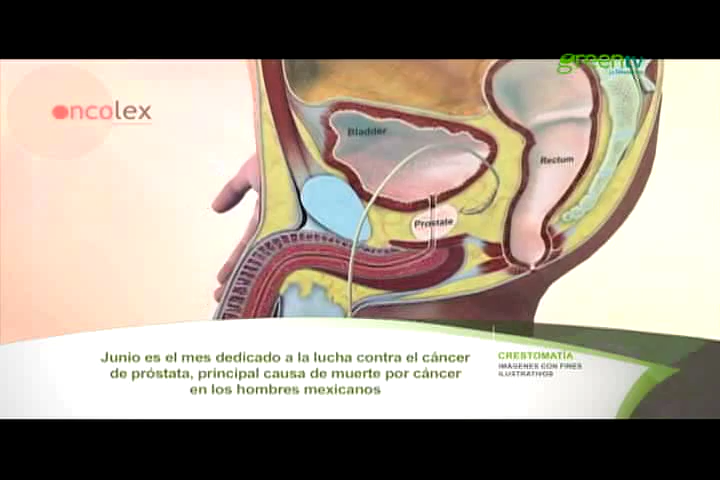 greentv
oncolex
Bladder
Rectum
Prostate
Junio es el mes dedicado a la lucha contra el cáncer
de próstata, principal causa de muerte por cáncer
en los hombres mexicanos
CRESTOMATÍA
IMÁGENES CON FINES
ILUSTRATIVOS